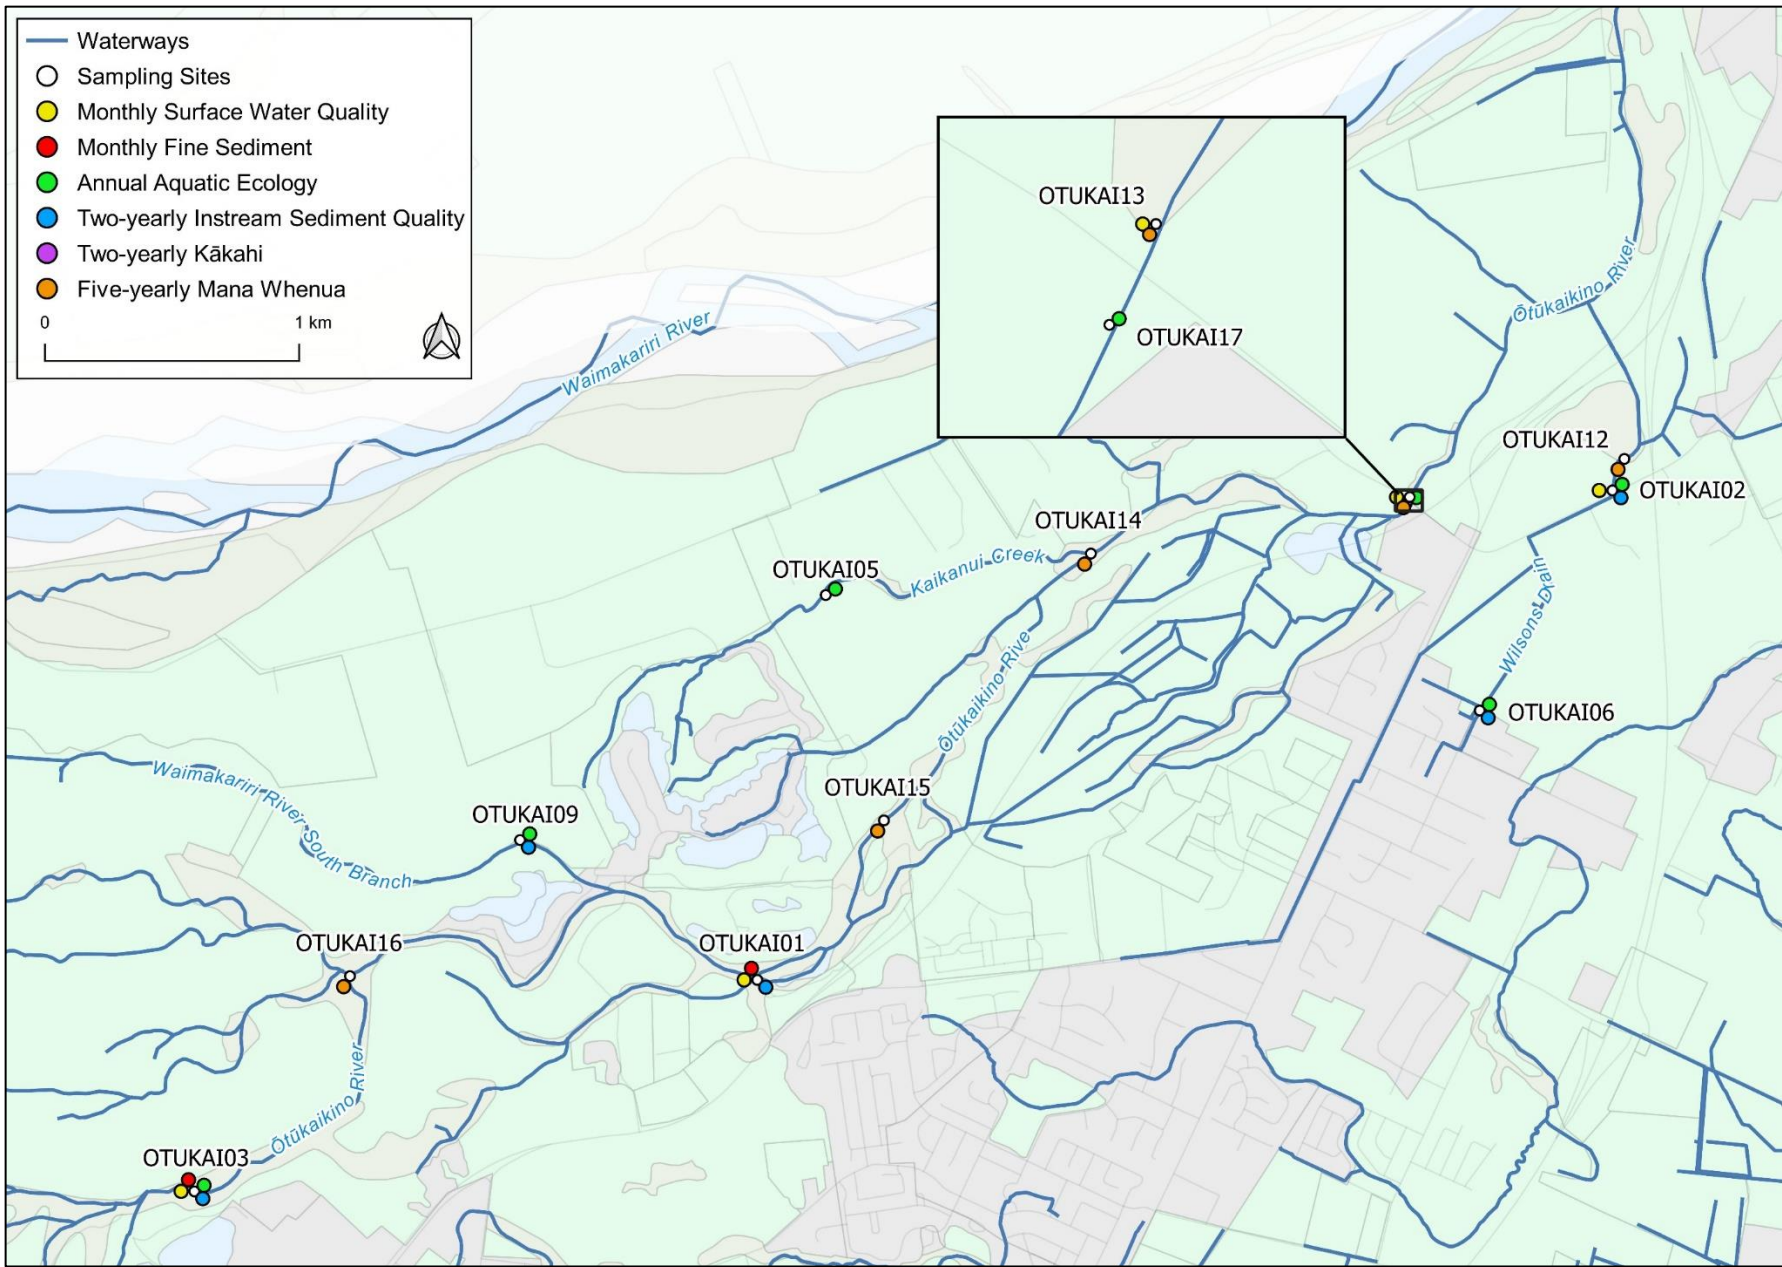 Waterways
Sampling Sites
Monthly Surface Water Quality
Monthly Fine Sediment
Annual Aquatic Ecology
Two-yearly Instream Sediment Quality
Two-yearly Kākahi
Five-yearly Mana Whenua
0 1 km
OTUKAI13
OTUKAI17
Ōtūkaikino River
Waimakariri River
OTUKAI12
OTUKAI02
OTUKAI14
Kaikanui Creek
OTUKAI05
Wilsons Drain
Ōtūkaikino Rive
OTUKAI06
Waimakariri River South Branch
OTUKAI15
OTUKAI09
OTUKAI16
OTUKAI01
Ōtūkaikino River
OTUKAI03